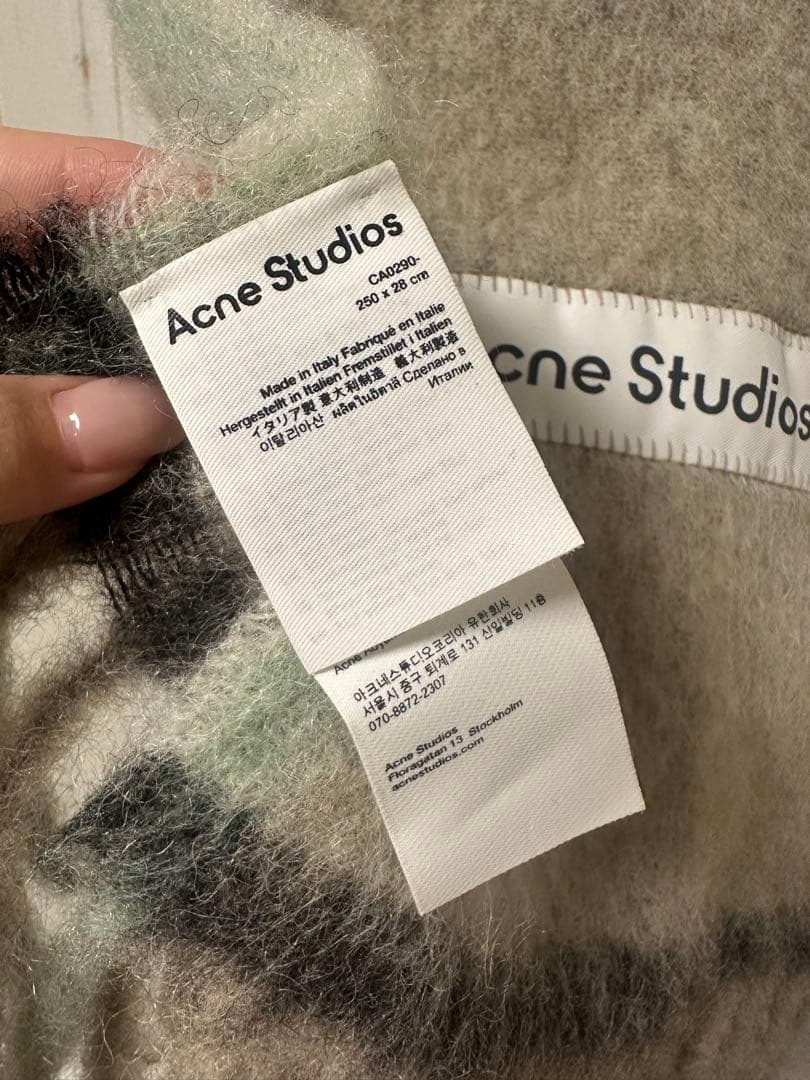 Acne Studios
CA0290-
250 x 28 cm
Made in Italy Fabriqué en Italie
Hergestellt in Italien Fremstillet i Italien
イタリア製 意大利制造 義大利製造
이탈리아산 ผลิตในอิตาลี Сделано в
Италии
cne Studios
Acne
아크네스튜디오코리아 유한회사
서울시 중구 퇴계로 131 신일빌딩 11층
070-8872-2307
Acne Studios
Floragatan 13 Stockholm
acnestudios.com